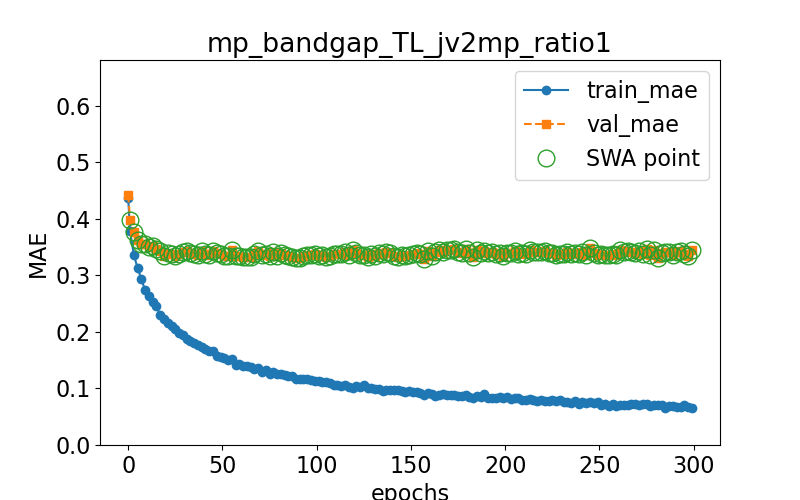 mp_bandgap_TL_jv2mp_ratio1
MAE
0.6
0.5
0.4
0.3
0.2
0.1
0.0
train_mae
val_mae
SWA point
0 50 100 150 200 250 300
epochs